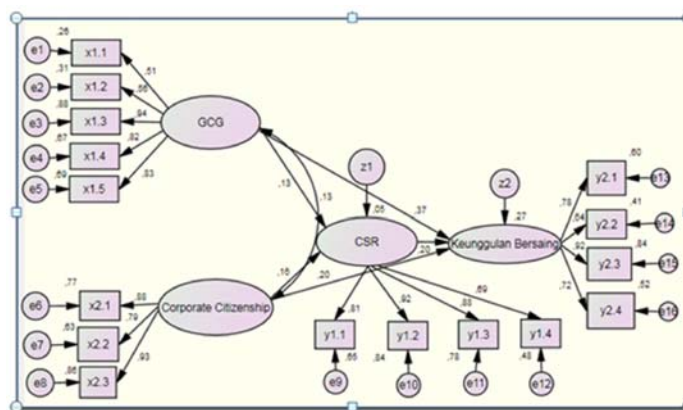 ,26
e1 x1.1
,51
,31
e2 x1.2
,56
,88
e3 x1.3
,94
GCG
,67
e4 x1.4
,82
,69
e5 x1.5
,83
z1
z2
,13
,13
,37
,05
,27
CSR
,20
Keunggulan Bersaing
,16
,20
,60
y2.1 e13
,78
,41
y2.2 e14
,64
,84
y2.3 e15
,92
,52
y2.4 e16
,72
,77
e6 x2.1
,88
Corporate Citizenship
,63
e7 x2.2
,79
,86
e8 x2.3
,93
,81
,92
,88
,69
y1.1 y1.2 y1.3 y1.4
,65 ,84 ,78 ,48
e9 e10 e11 e12